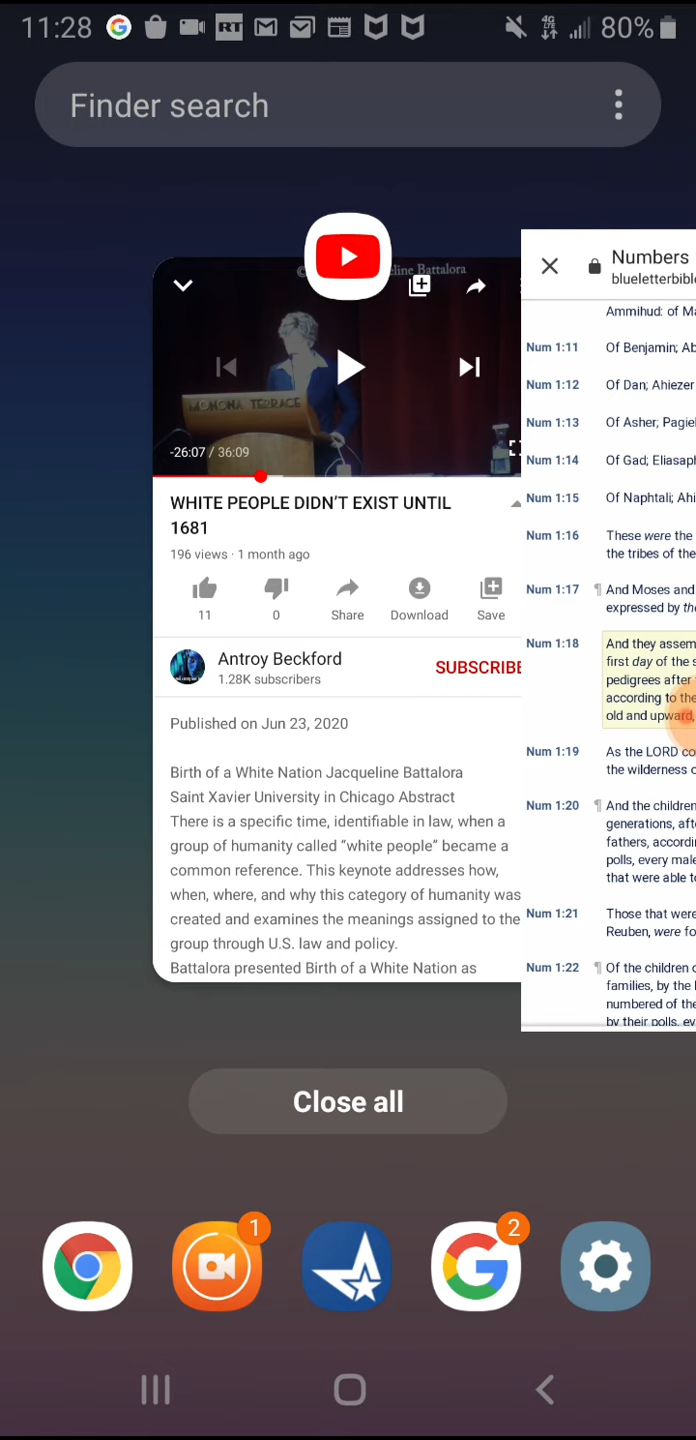 11:28
RT
4G
LTE
80%
Finder search
eline Battalora
MONONA TERRACE
-26:07 / 36:09
WHITE PEOPLE DIDN'T EXIST UNTIL
1681
196 views · 1 month ago
11
0
Share
Download
Save
Antroy Beckford
1.28K subscribers
SUBSCRIBE
Published on Jun 23, 2020
Birth of a White Nation Jacqueline Battalora
Saint Xavier University in Chicago Abstract
There is a specific time, identifiable in law, when a
group of humanity called “white people” became a
common reference. This keynote addresses how,
when, where, and why this category of humanity was
created and examines the meanings assigned to the
group through U.S. law and policy.
Battalora presented Birth of a White Nation as
Numbers
blueletterbible
Ammihud: of Ma
Num 1:11 Of Benjamin; Ab
Num 1:12 Of Dan; Ahiezer
Num 1:13 Of Asher; Pagiel
Num 1:14 Of Gad; Eliasaph
Num 1:15 Of Naphtali; Ahi
Num 1:16 These were the
the tribes of the
Num 1:17 ¶ And Moses and
expressed by the
Num 1:18 And they assem
first day of the s
pedigrees after
according to the
old and upward,
Num 1:19 As the LORD co
the wilderness o
Num 1:20 ¶ And the children
generations, afte
fathers, accordin
polls, every male
that were able to
Num 1:21 Those that were
Reuben, were fo
Num 1:22 ¶ Of the children o
families, by the h
numbered of the
by their polls, ev
Close all
1
2